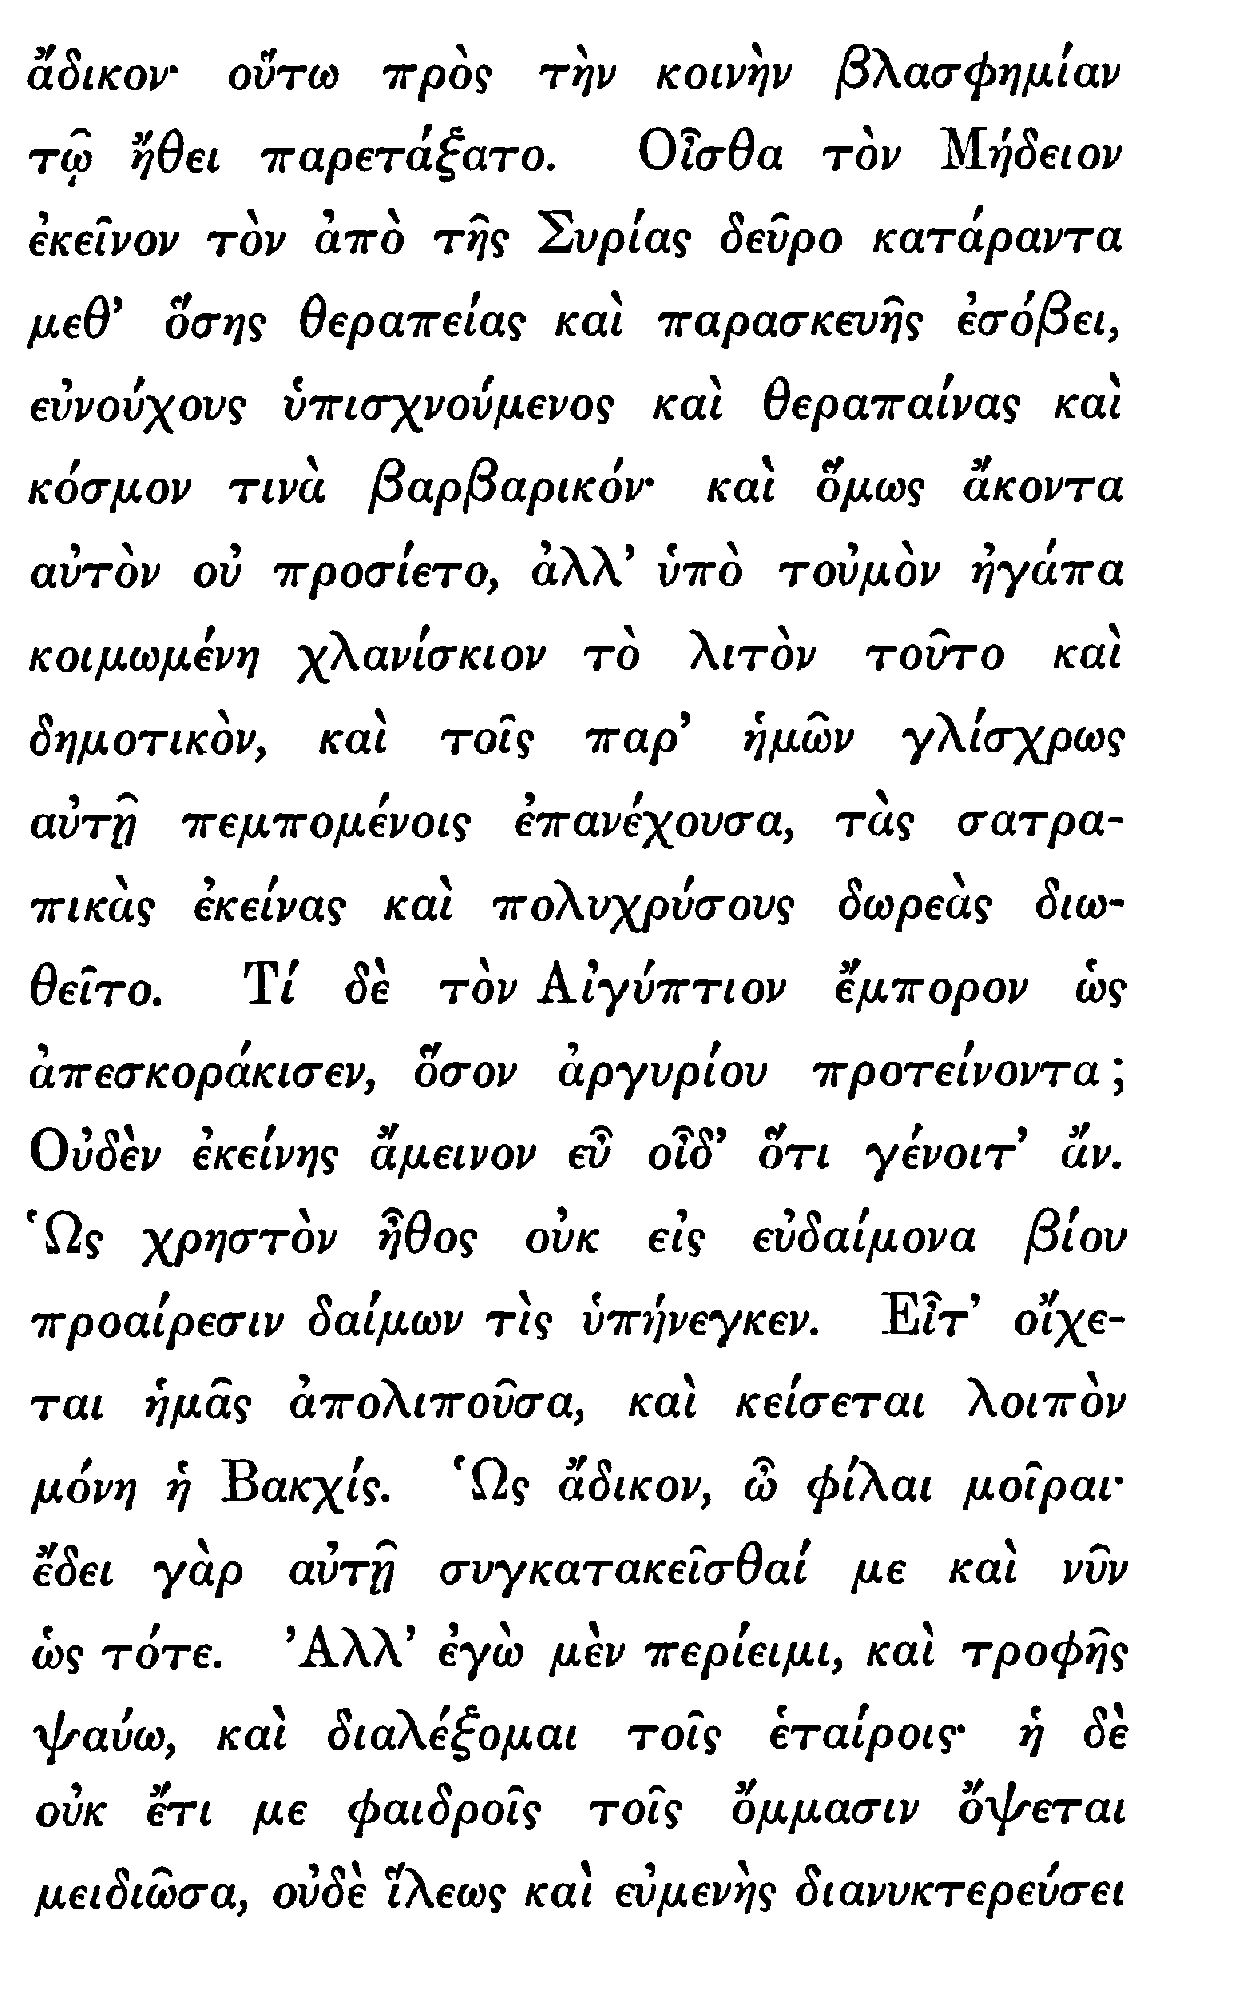 ἄδικον· οὕτω πρὸς τὴν κοινὴν βλασφημίαν
τῷ ἤθει παρετάξατο. Οἶσθα τὸν Μήδειον
ἐκεῖνον τὸν ἀπὸ τῆς Συρίας δεῦρο κατάραντα
μεθ’ ὅσης θεραπείας καὶ παρασκευῆς ἐσόβει,
εὐνούχους ὑπισχνούμενος καὶ θεραπαίνας καὶ
κόσμον τινὰ βαρβαρικόν· καὶ ὅμως ἄκοντα
αὐτὸν οὐ προσίετο, ἀλλ’ ὑπὸ τοὐμὸν ἠγάπα
κοιμωμένη χλανίσκιον τὸ λιτὸν τοῦτο καὶ
δημοτικὸν, καὶ τοῖς παρ’ ἡμῶν γλίσχρως
αὐτῇ πεμπομένοις ἐπανέχουσα, τὰς σατρα-
πικὰς ἐκείνας καὶ πολυχρύσους δωρεὰς διω-
θεῖτο. Τί δὲ τὸν Αἰγύπτιον ἔμπορον ὡς
ἀπεσκοράκισεν, ὅσον ἀργυρίου προτείνοντα;
Οὐδὲν ἐκείνης ἄμεινον εὖ οἶδ’ ὅτι γένοιτ’ ἄν.
Ὡς χρηστὸν ἦθος οὐκ εἰς εὐδαίμονα βίου
προαίρεσιν δαίμων τὶς ὑπήνεγκεν. Εἶτ’ οἴχε-
ται ἡμᾶς ἀπολιποῦσα, καὶ κείσεται λοιπὸν
μόνη ἡ Βακχίς. Ὡς ἄδικον, ὦ φίλαι μοῖραι·
ἔδει γὰρ αὐτῇ συγκατακεῖσθαί με καὶ νῦν
ὡς τότε. Ἀλλ’ ἐγὼ μὲν περίειμι, καὶ τροφῆς
ψαύω, καὶ διαλέξομαι τοῖς ἑταίροις· ἡ δὲ
οὐκ ἔτι με φαιδροῖς τοῖς ὄμμασιν ὄψεται
μειδιῶσα, οὐδὲ ἵλεως καὶ εὐμενὴς διανυκτερεύσει